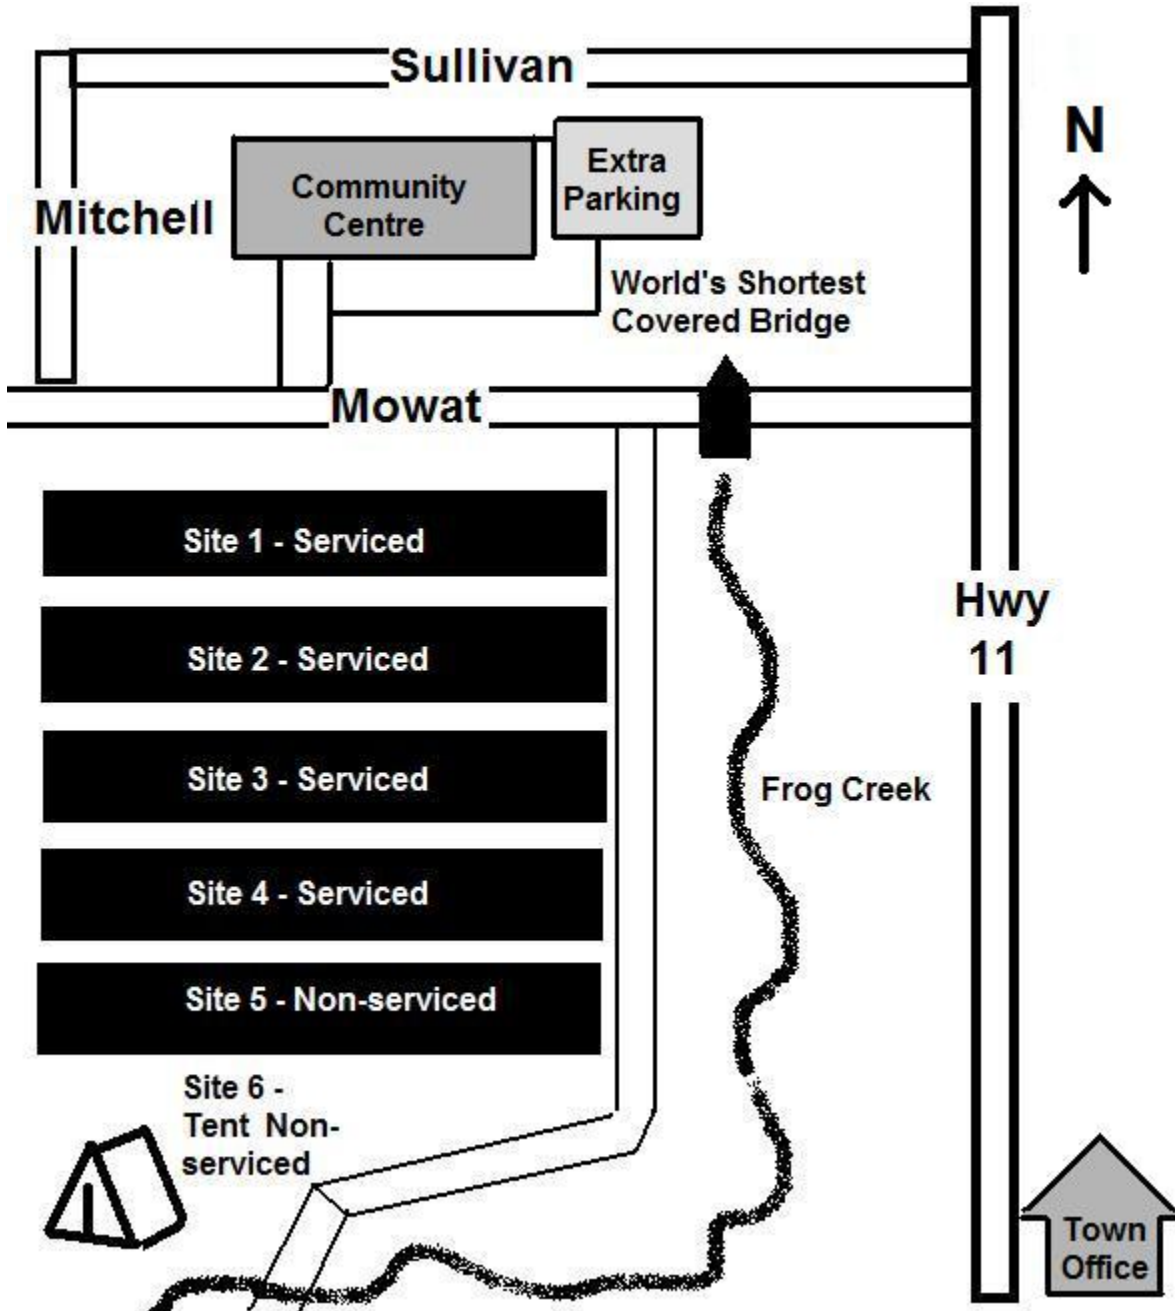 Sullivan
N
Extra
Parking
Community
Centre
Mitchell
World's Shortest
Covered Bridge
Mowat
Site 1 - Serviced
Hwy
11
Site 2 - Serviced
Site 3 - Serviced
Frog Creek
Site 4 - Serviced
Site 5 - Non-serviced
Site 6 -
Tent Non-
serviced
Town
Office